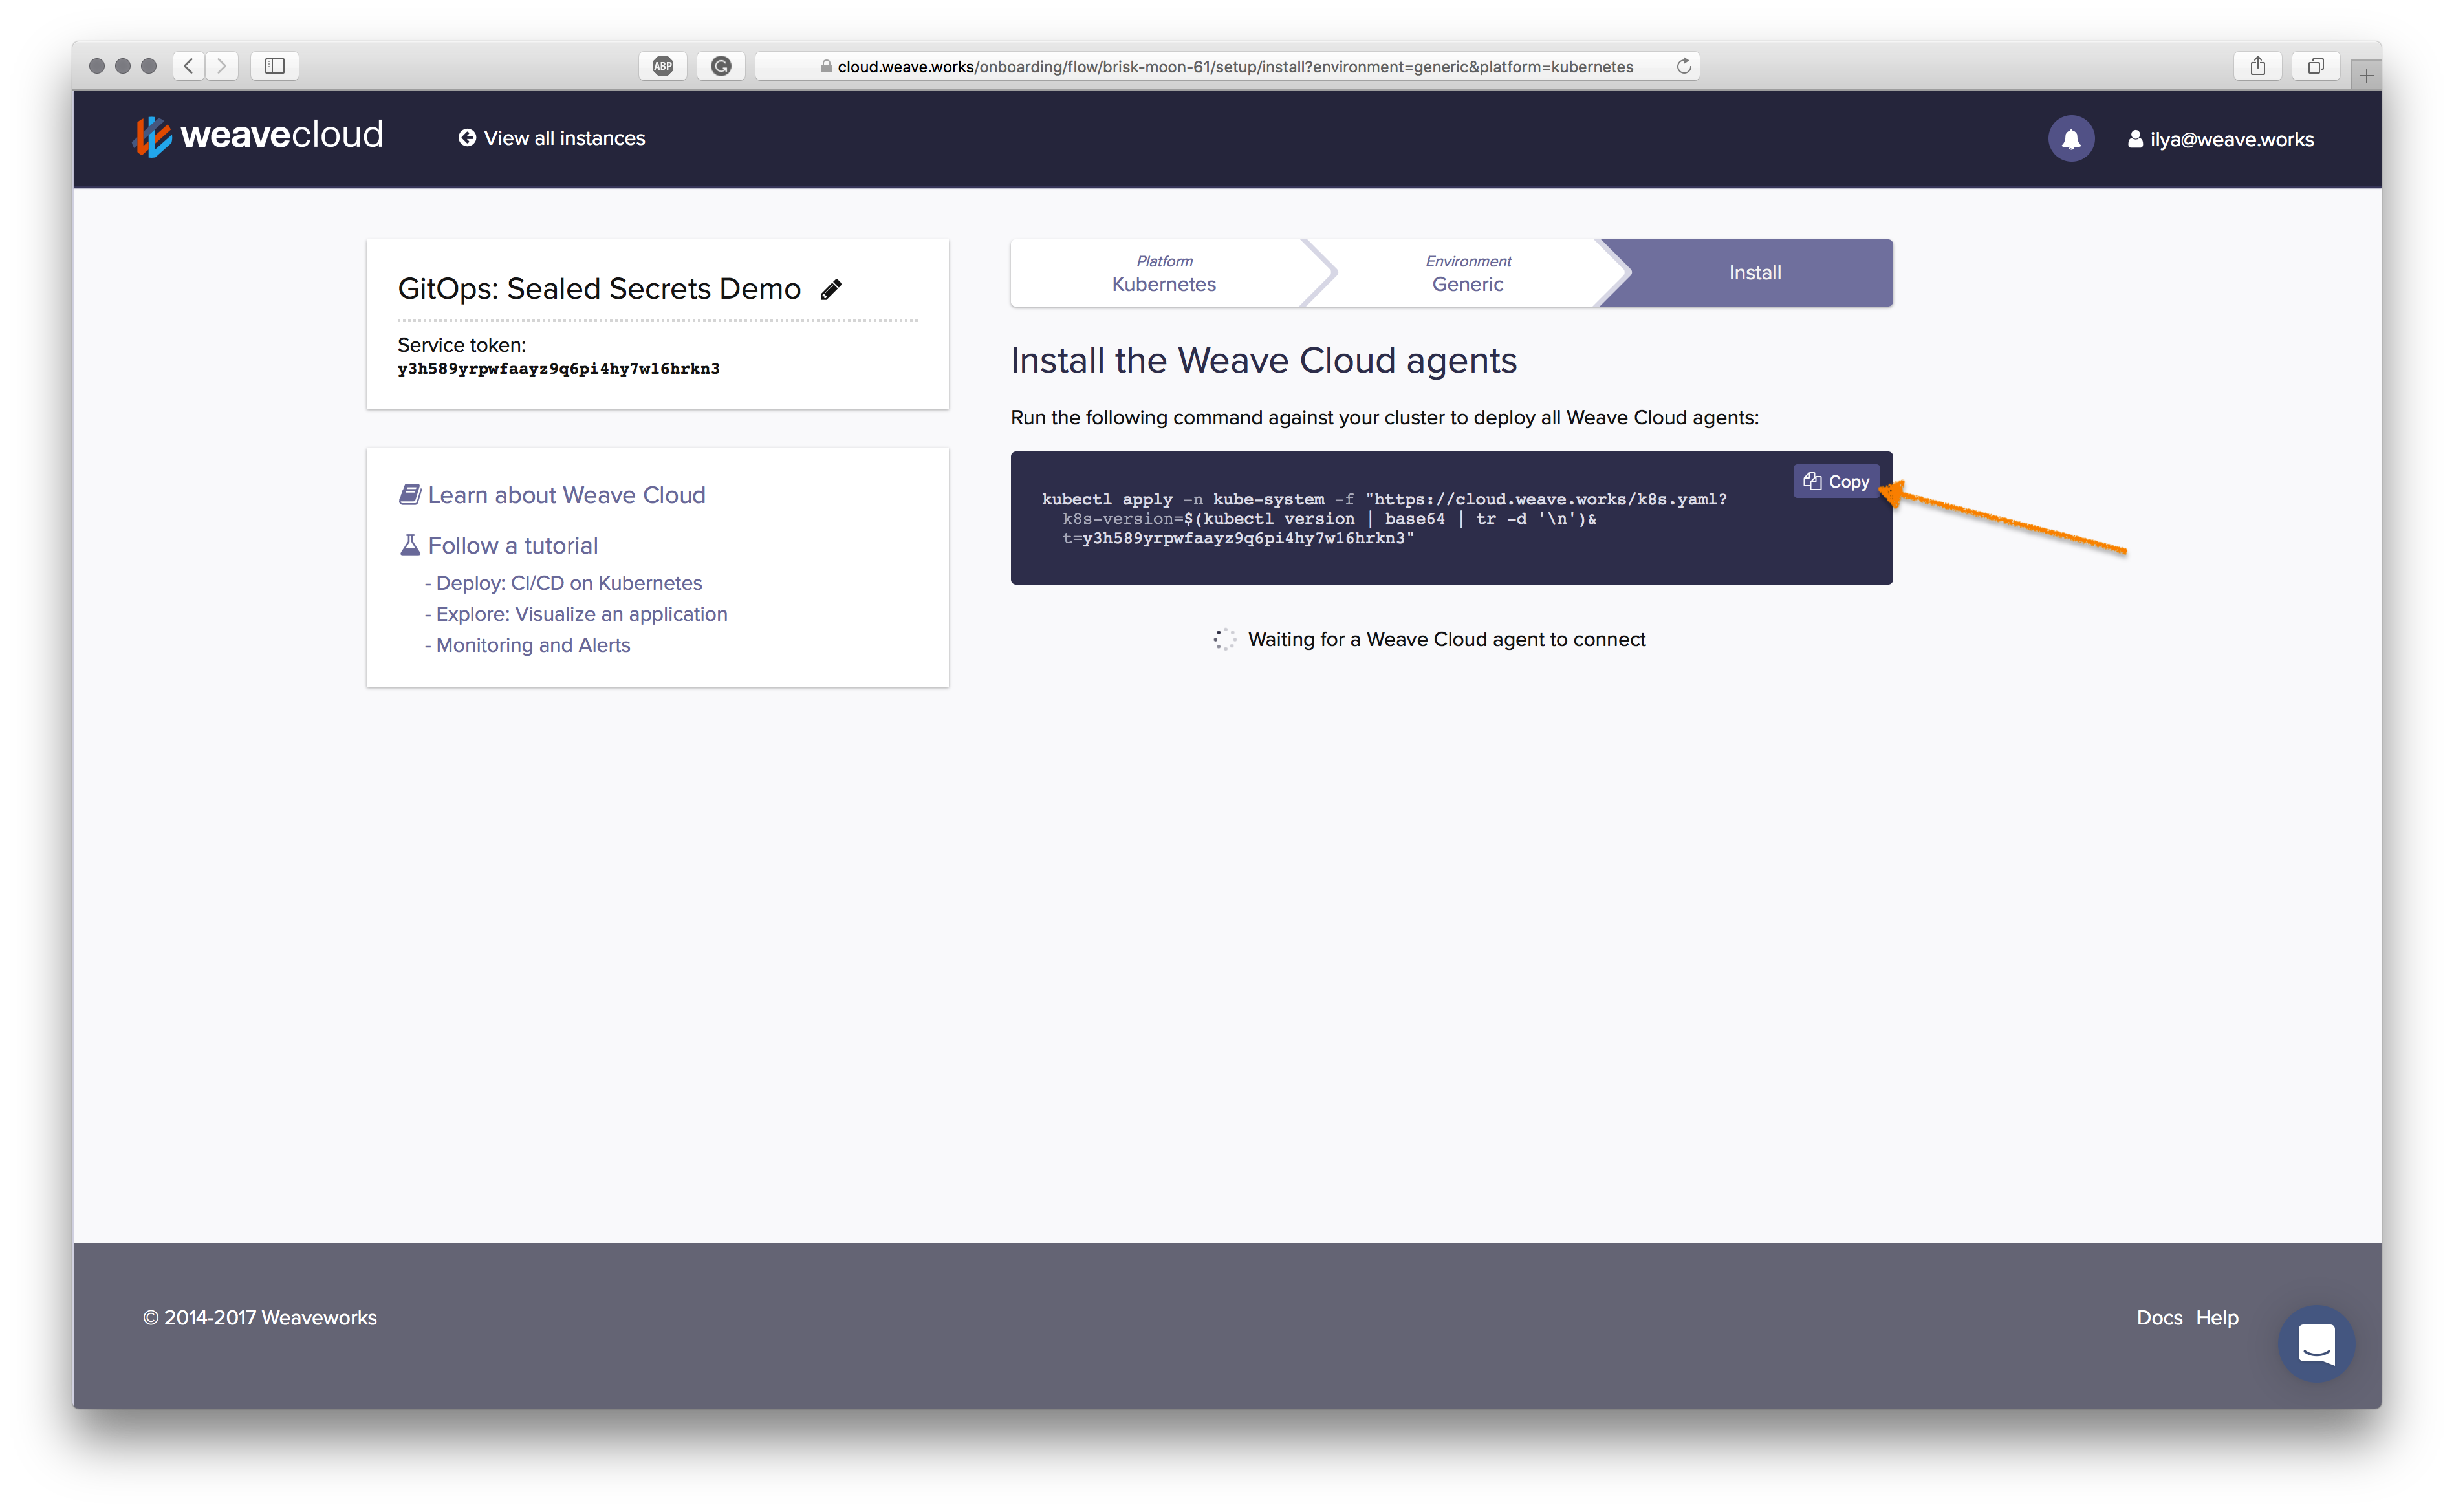 ABP
cloud.weave.works/onboarding/flow/brisk-moon-61/setup/install?environment=generic&platform=kubernetes
weavecloud
View all instances
ilya@weave.works
GitOps: Sealed Secrets Demo
Service token:
y3h589yrpwfaayz9q6pi4hy7w16hrkn3
Learn about Weave Cloud
Follow a tutorial
- Deploy: CI/CD on Kubernetes
- Explore: Visualize an application
- Monitoring and Alerts
Platform
Kubernetes
Environment
Generic
Install
Install the Weave Cloud agents
Run the following command against your cluster to deploy all Weave Cloud agents:
Copy
kubectl apply -n kube-system -f "https://cloud.weave.works/k8s.yaml?
k8s-version=$(kubectl version | base64 | tr -d '\n')&
t=y3h589yrpwfaayz9q6pi4hy7w16hrkn3"
Waiting for a Weave Cloud agent to connect
© 2014-2017 Weaveworks
Docs Help